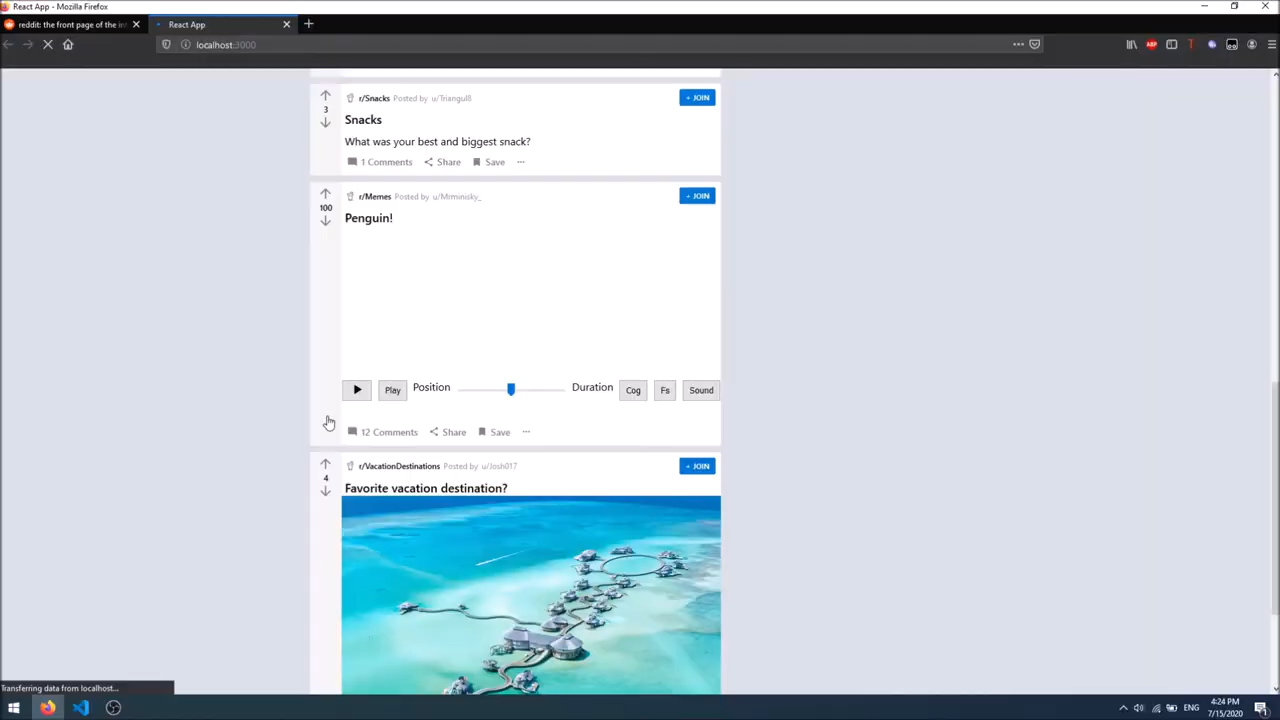 React App - Mozilla Firefox
reddit: the front page of the in
React App
localhost:3000
ABP
r/Snacks Posted by u/Triangul8
+ JOIN
3
Snacks
What was your best and biggest snack?
1 Comments Share Save ...
r/Memes Posted by u/Mrminisky_
+ JOIN
100
Penguin!
Play Position Duration Cog Fs Sound
12 Comments Share Save ...
r/VacationDestinations Posted by u/Josh017
+ JOIN
4
Favorite vacation destination?
Transferring data from localhost...
ENG
4:24 PM
7/15/2020